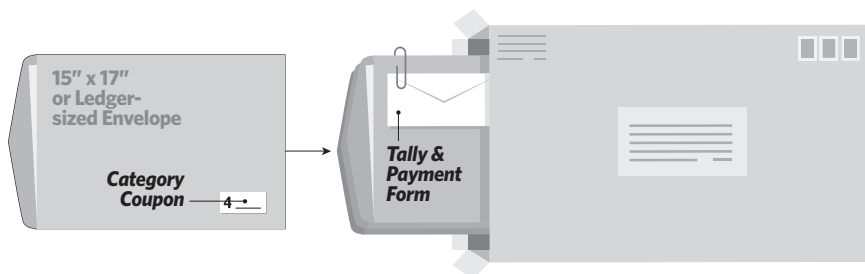 15” x 17”
or Ledger-
sized Envelope
Category
Coupon
4
Tally &
Payment
Form